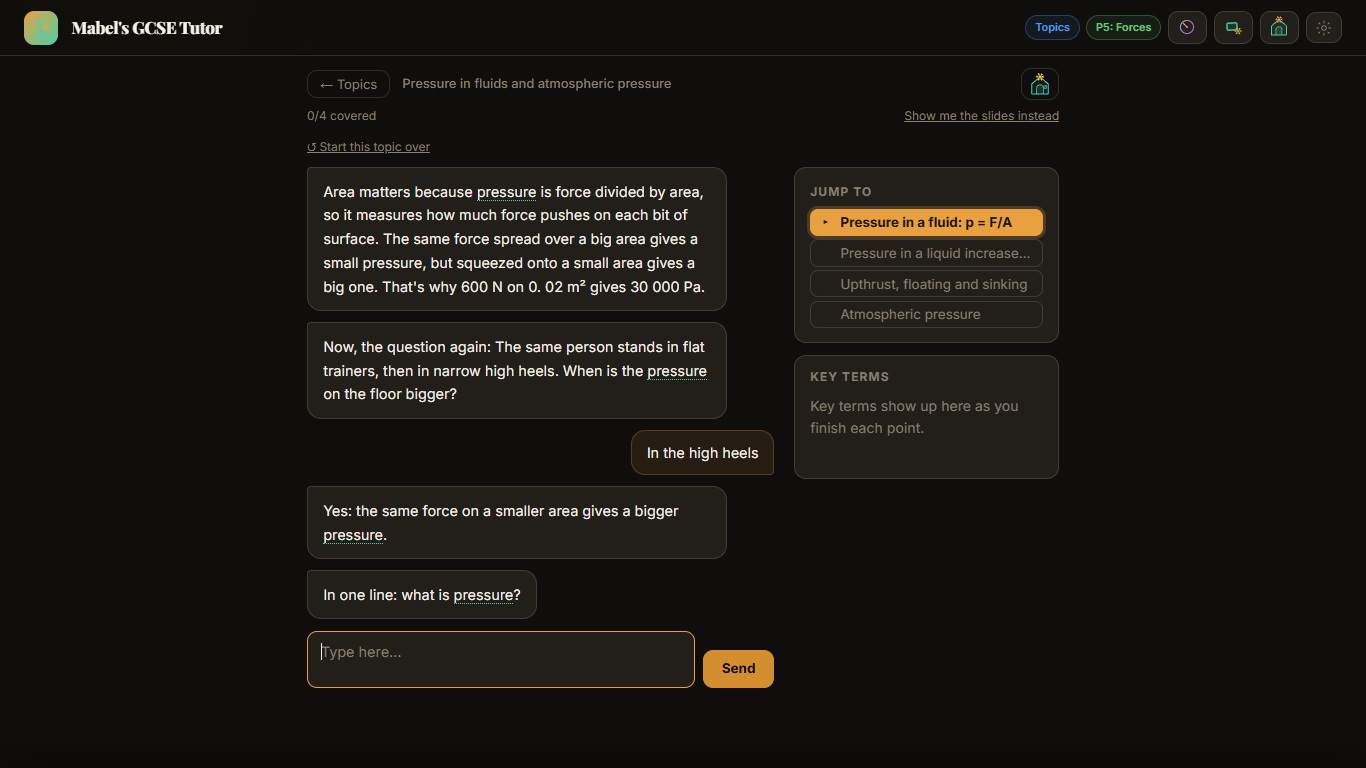 Mabel's GCSE Tutor
Topics
P5: Forces
← Topics
Pressure in fluids and atmospheric pressure
0/4 covered
Show me the slides instead
↺ Start this topic over
Area matters because pressure is force divided by area,
so it measures how much force pushes on each bit of
surface. The same force spread over a big area gives a
small pressure, but squeezed onto a small area gives a
big one. That's why 600 N on 0. 02 m² gives 30 000 Pa.
Now, the question again: The same person stands in flat
trainers, then in narrow high heels. When is the pressure
on the floor bigger?
In the high heels
Yes: the same force on a smaller area gives a bigger
pressure.
In one line: what is pressure?
Type here...
Send
JUMP TO
‣ Pressure in a fluid: p = F/A
Pressure in a liquid increase...
Upthrust, floating and sinking
Atmospheric pressure
KEY TERMS
Key terms show up here as you
finish each point.